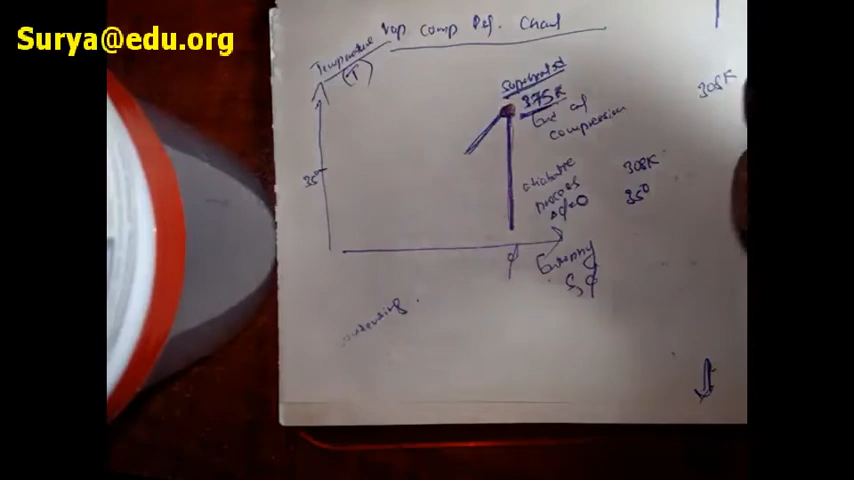 Surya@edu.org
Vap comp Ref. Chart
Temperature
(T)
Superheated
375K
End of
compression
308K
35°
adiabatic
process
Δφ=0
308K
35°
φ
Entropy
φ